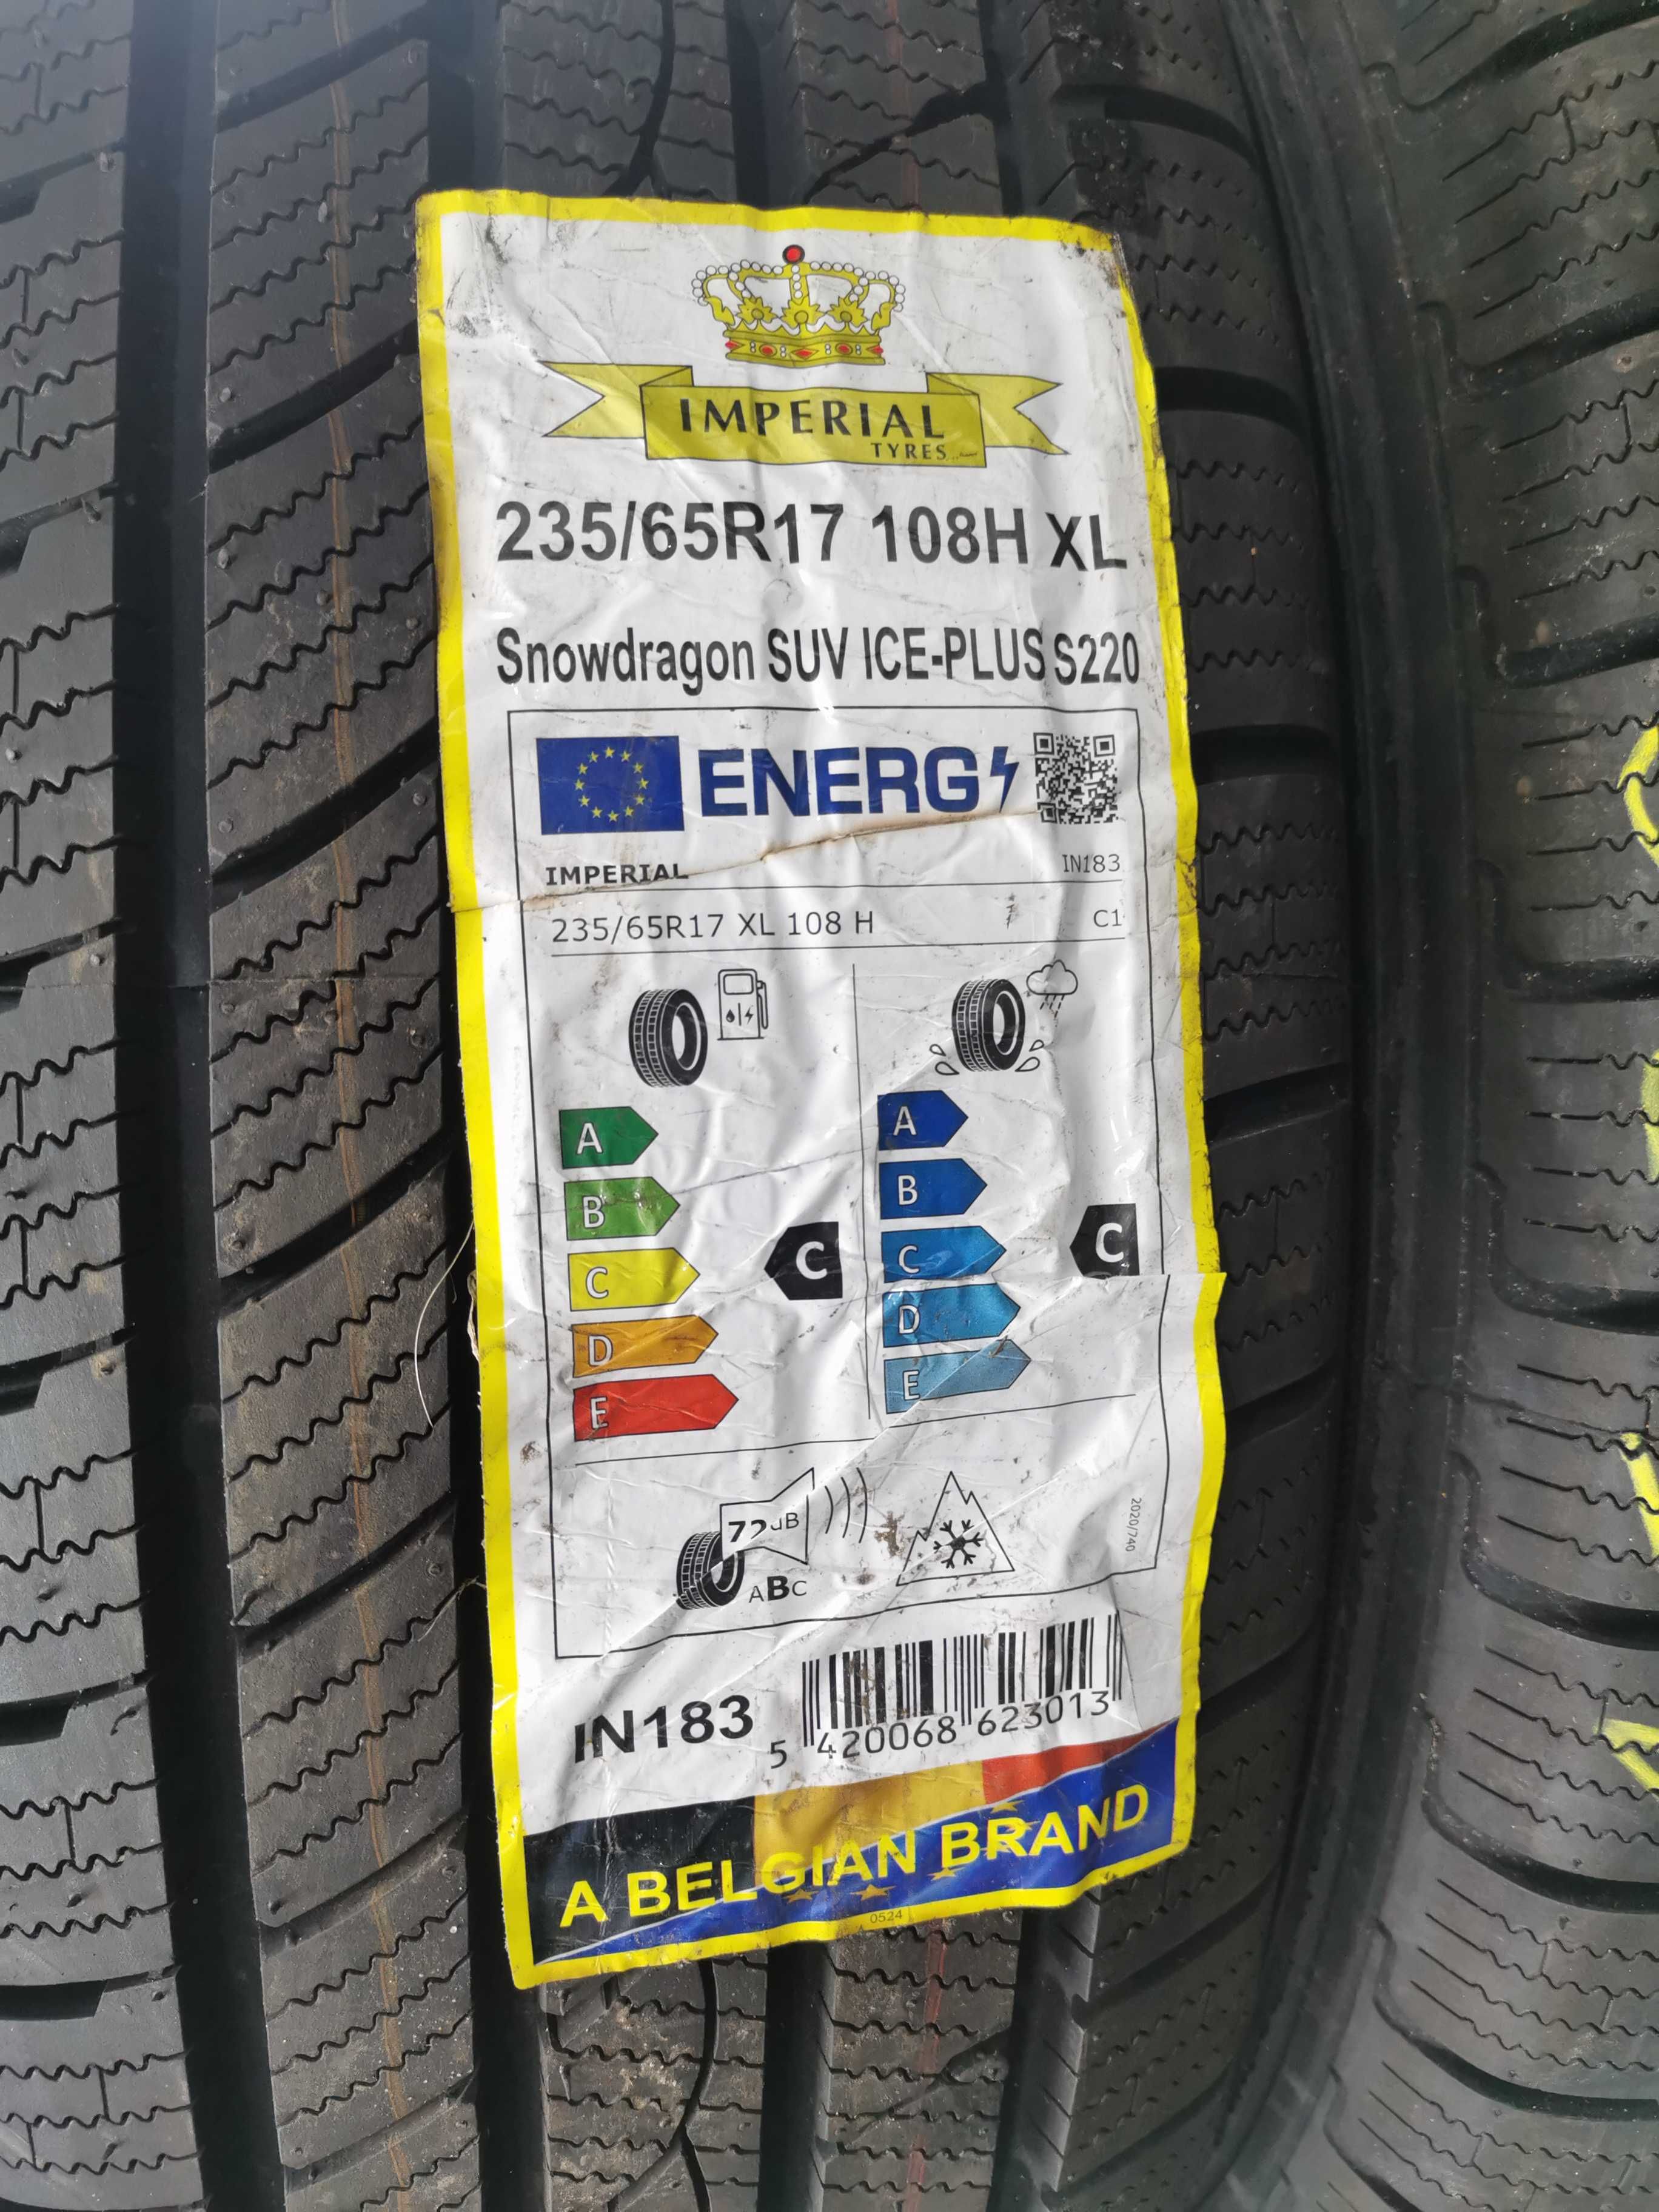 IMPERIAL
TYRES
235/65R17 108H XL
Snowdragon SUV ICE-PLUS S220
ENERG
IMPERIAL IN183
235/65R17 XL 108 H C1
A A
B B
C C C C
D D
E E
72dB
ABC
2020/740
IN183 5 420068 623013
A BELGIAN BRAND
0524